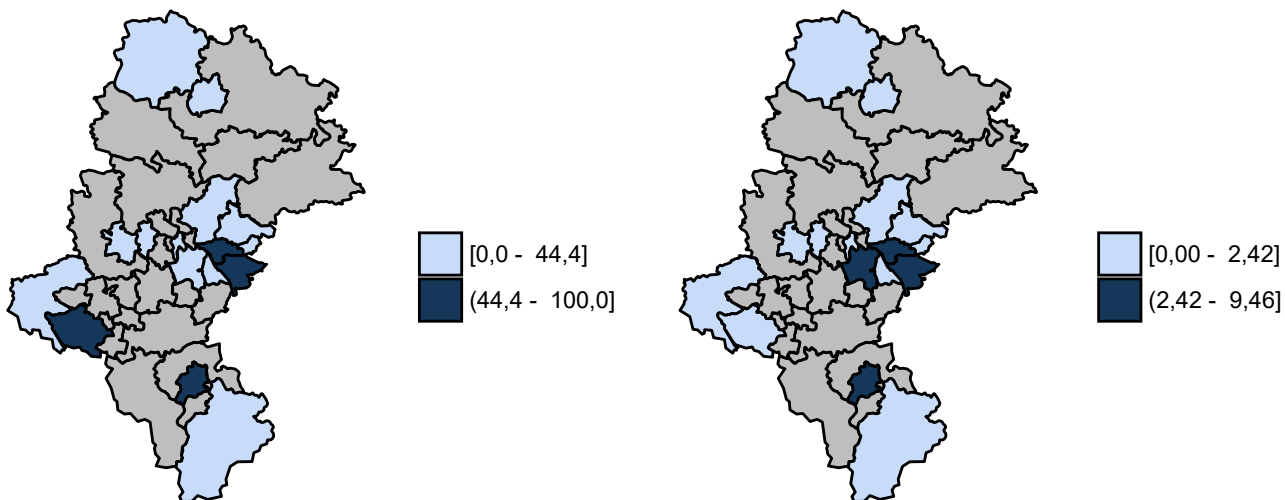 [0,0 - 44,4]
(44,4 - 100,0]
[0,00 - 2,42]
(2,42 - 9,46]